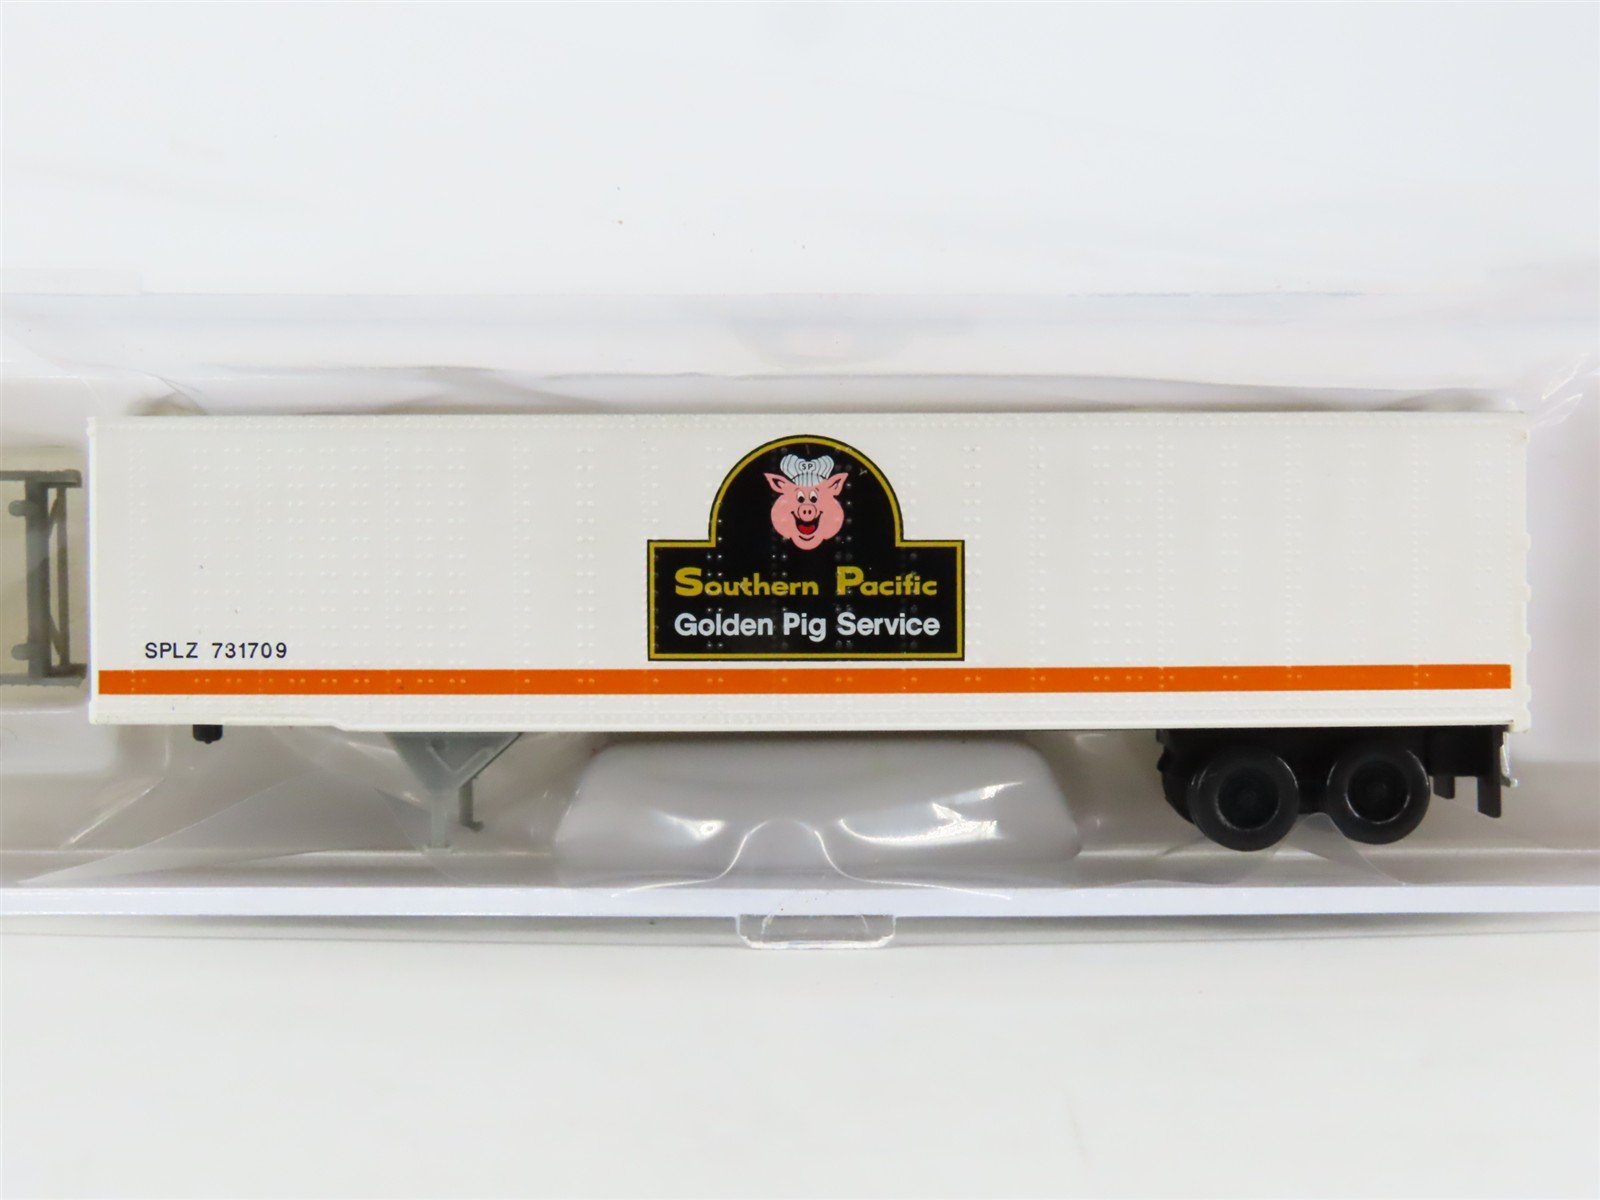 SP
Southern Pacific
Golden Pig Service
SPLZ 731709